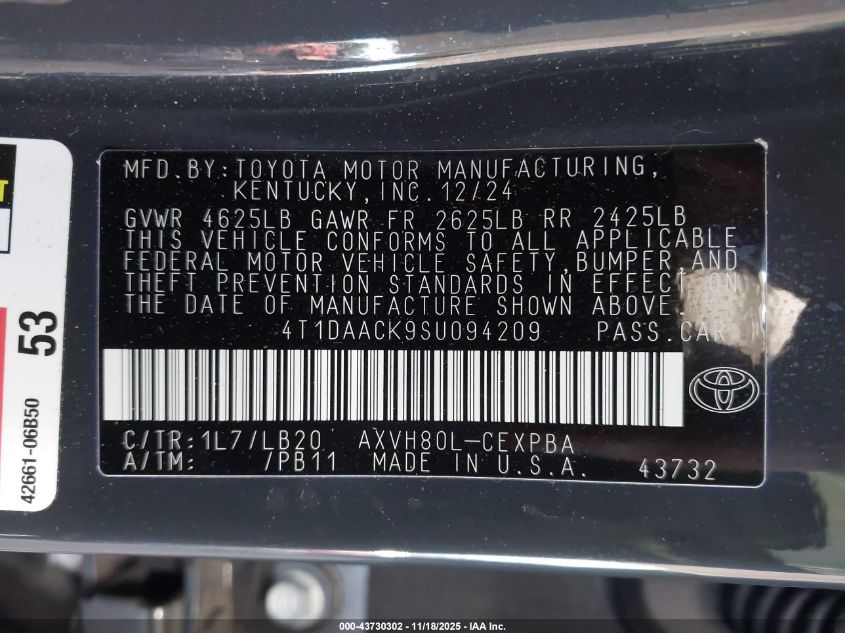 MFD.BY:TOYOTA MOTOR MANUFACTURING,
KENTUCKY,INC.12/24
GVWR 4625LB GAWR FR 2625LB RR 2425LB
THIS VEHICLE CONFORMS TO ALL APPLICABLE
FEDERAL MOTOR VEHICLE SAFETY,BUMPER,AND
THEFT PREVENTION STANDARDS IN EFFECT ON
THE DATE OF MANUFACTURE SHOWN ABOVE.
4T1DAACK9SU094209 PASS.CAR
C/TR:1L7/LB20 AXVH80L-CEXPBA
A/TM: /PB11 MADE IN U.S.A. 43732
53
42661-06B50
000-43730302 - 11/18/2025 - IAA Inc.